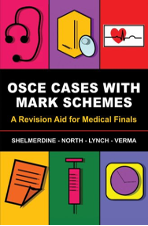 OSCE CASES WITH
MARK SCHEMES
A Revision Aid for Medical Finals
SHELMERDINE - NORTH - LYNCH - VERMA